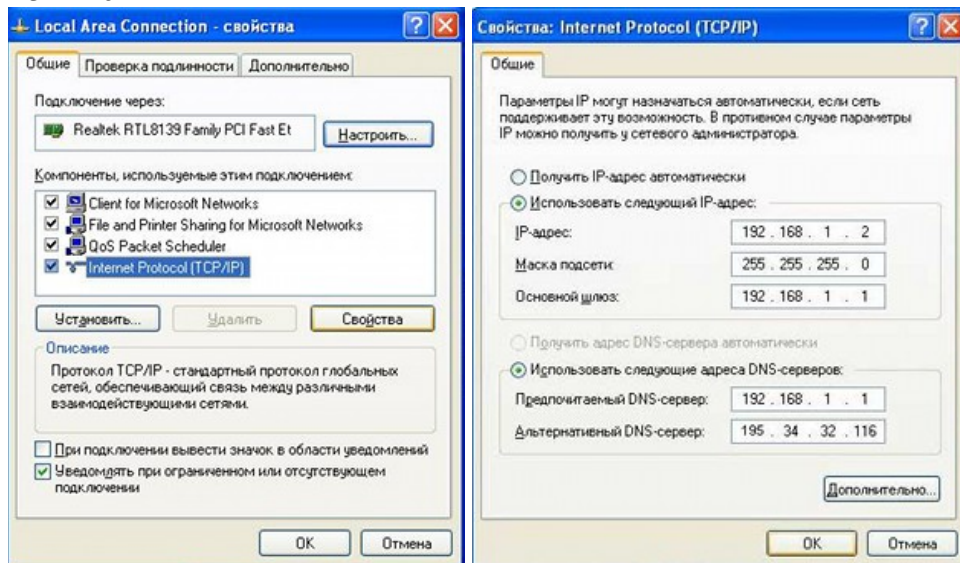 Local Area Connection - свойства
Общие
Проверка подлинности
Дополнительно
Подключение через:
Realtek RTL8139 Family PCI Fast Et
Настроить...
Компоненты, используемые этим подключением:
Client for Microsoft Networks
File and Printer Sharing for Microsoft Networks
QoS Packet Scheduler
Internet Protocol (TCP/IP)
Установить...
Удалить
Свойства
Описание
Протокол TCP/IP - стандартный протокол глобальных
сетей, обеспечивающий связь между различными
взаимодействующими сетями.
При подключении вывести значок в области уведомлений
Уведомлять при ограниченном или отсутствующем
подключении
OK
Отмена
Свойства: Internet Protocol (TCP/IP)
Общие
Параметры IP могут назначаться автоматически, если сеть
поддерживает эту возможность. В противном случае параметры
IP можно получить у сетевого администратора.
Получить IP-адрес автоматически
Использовать следующий IP-адрес:
IP-адрес: 192 . 168 . 1 . 2
Маска подсети: 255 . 255 . 255 . 0
Основной шлюз: 192 . 168 . 1 . 1
Получить адрес DNS-сервера автоматически
Использовать следующие адреса DNS-серверов:
Предпочитаемый DNS-сервер: 192 . 168 . 1 . 1
Альтернативный DNS-сервер: 195 . 34 . 32 . 116
Дополнительно...
OK
Отмена